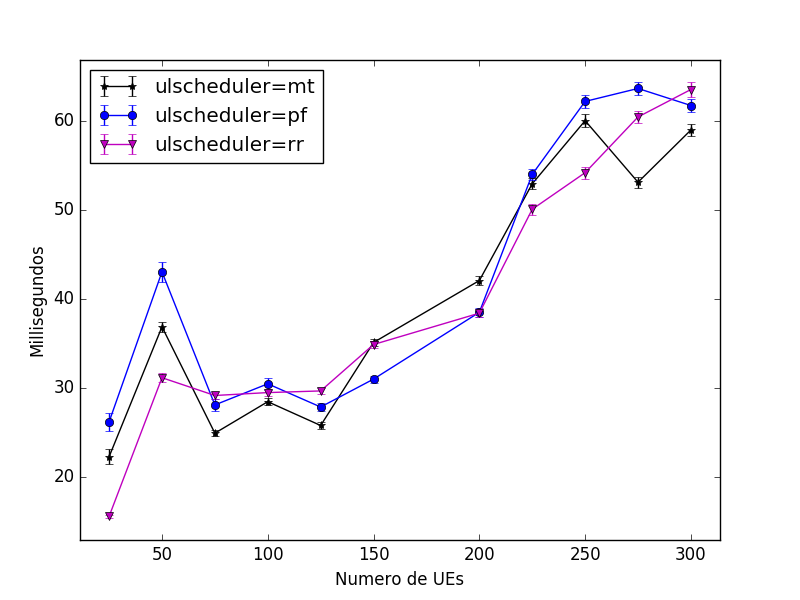 ulscheduler=mt
ulscheduler=pf
ulscheduler=rr
60
50
40
30
20
Millisegundos
50 100 150 200 250 300
Numero de UEs